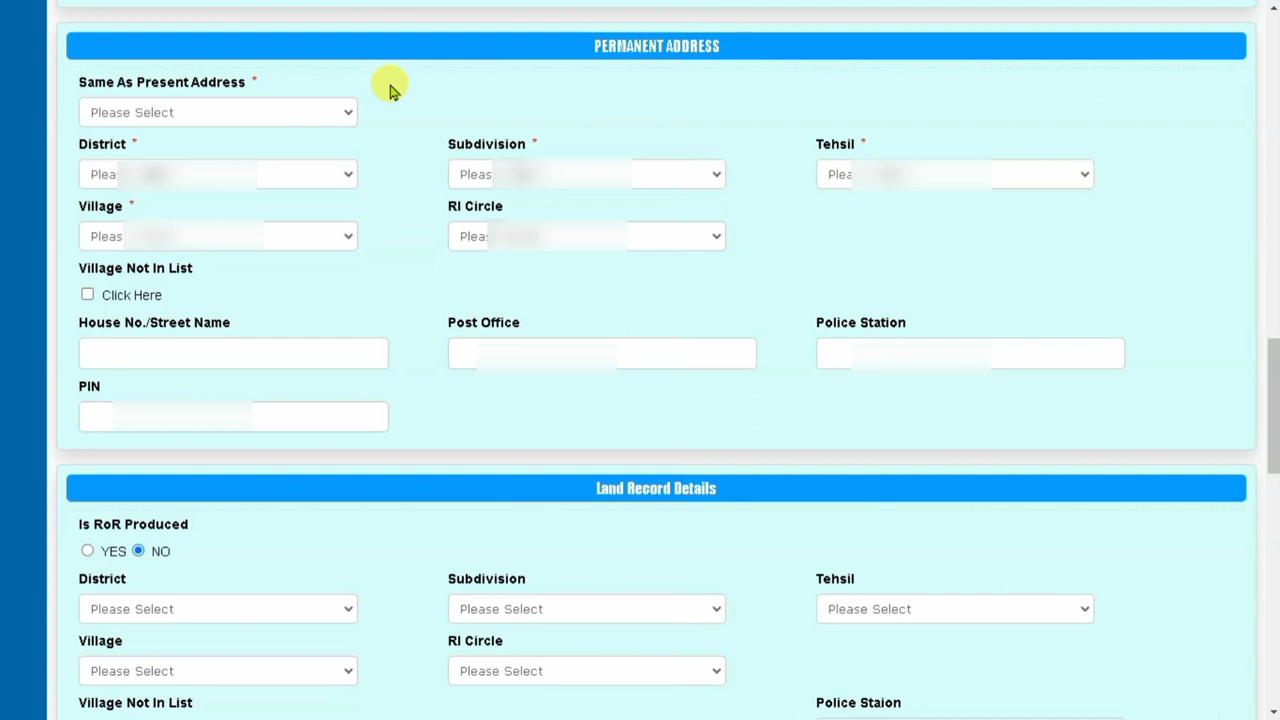 PERMANENT ADDRESS
Same As Present Address *
Please Select
District * Subdivision * Tehsil *
Village * RI Circle
Village Not In List
Click Here
House No./Street Name Post Office Police Station
PIN
Land Record Details
Is RoR Produced
YES NO
District Subdivision Tehsil
Please Select Please Select Please Select
Village RI Circle
Please Select Please Select
Village Not In List Police Staion